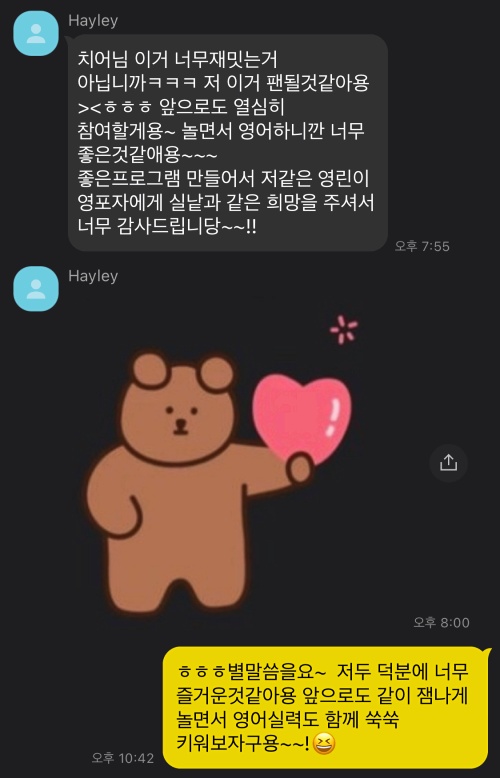 Hayley
치어님 이거 너무재밋는거
아닙니까ㅋㅋㅋ 저 이거 팬될것같아용
><ㅎㅎㅎ 앞으로도 열심히
참여할게용~ 놀면서 영어하니깐 너무
좋은것같애용~~~
좋은프로그램 만들어서 저같은 영린이
영포자에게 실낱과 같은 희망을 주셔서
너무 감사드립니당~~!!
오후 7:55
Hayley
오후 8:00
ㅎㅎㅎ별말씀을요~ 저두 덕분에 너무
즐거운것같아용 앞으로도 같이 잼나게
놀면서 영어실력도 함께 쑥쑥
키워보자구용~~!😆
오후 10:42